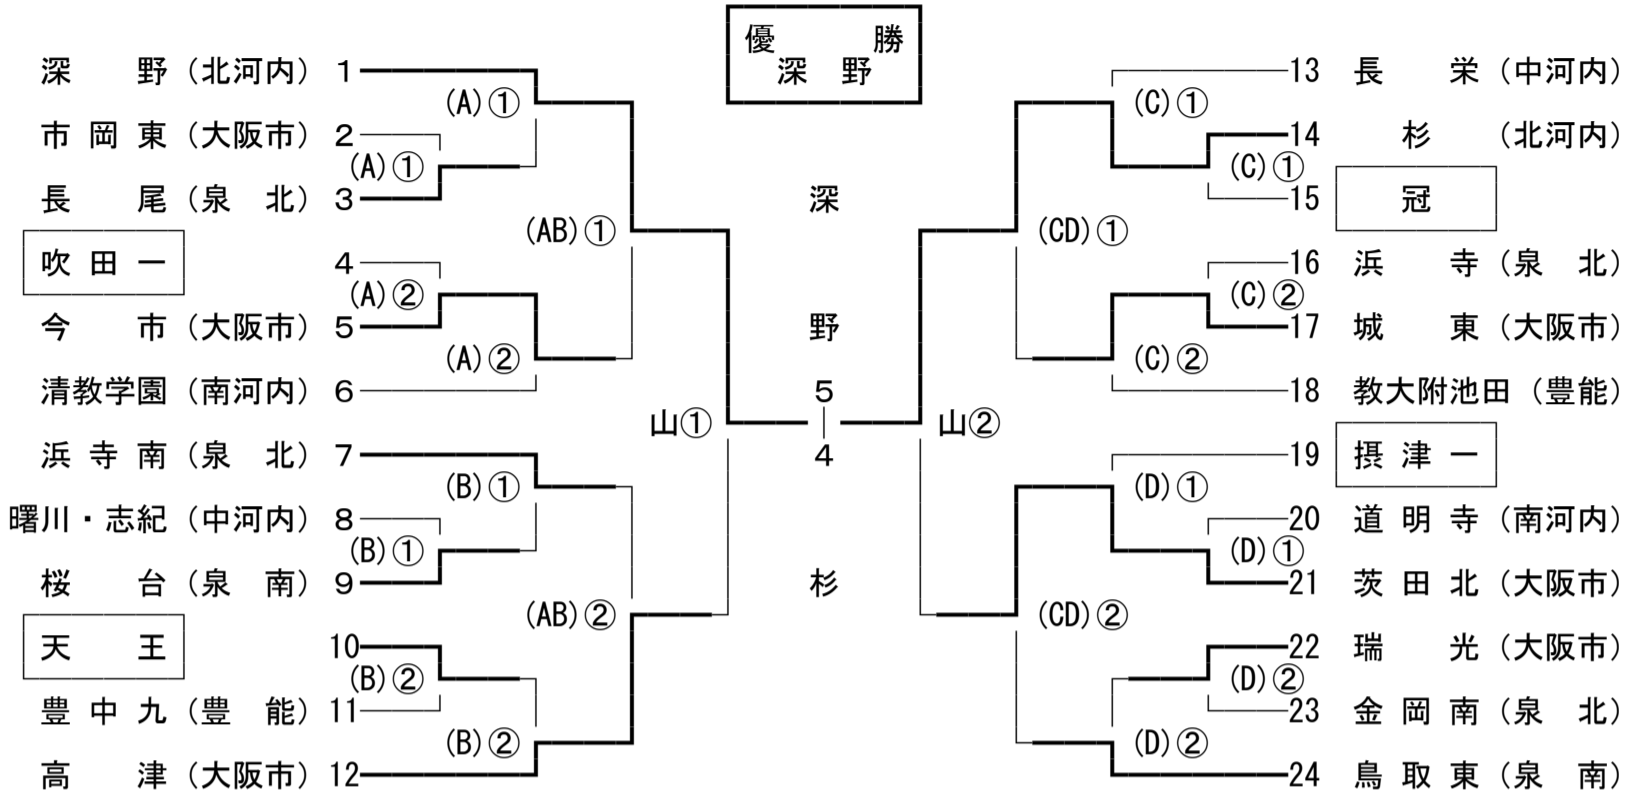 優 勝
深 野
深 野 (北河内) 1
(A)①
市 岡 東 (大阪市) 2
(A)①
長 尾 (泉 北) 3
(AB)①
吹 田 一 4
(A)②
今 市 (大阪市) 5
(A)②
清教学園 (南河内) 6
山①
浜 寺 南 (泉 北) 7
(B)①
曙川・志紀 (中河内) 8
(B)①
桜 台 (泉 南) 9
(AB)②
天 王 10
(B)②
豊 中 九 (豊 能) 11
(B)②
高 津 (大阪市) 12
深
野
5
4
杉
13 長 栄 (中河内)
(C)①
14 杉 (北河内)
(C)①
15 冠
(CD)①
16 浜 寺 (泉 北)
(C)②
17 城 東 (大阪市)
(C)②
18 教大附池田 (豊能)
山②
19 摂 津 一
(D)①
20 道 明 寺 (南河内)
(D)①
21 茨 田 北 (大阪市)
(CD)②
22 瑞 光 (大阪市)
(D)②
23 金 岡 南 (泉 北)
(D)②
24 鳥 取 東 (泉 南)